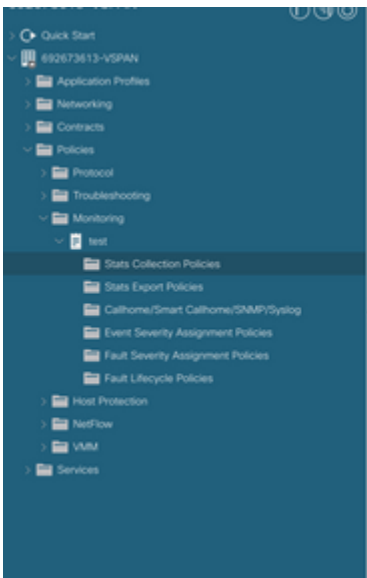 Quick Start
692673613-VSPAN
Application Profiles
Networking
Contracts
Policies
Protocol
Troubleshooting
Monitoring
test
Stats Collection Policies
Stats Export Policies
Callhome/Smart Callhome/SNMP/Syslog
Event Severity Assignment Policies
Fault Severity Assignment Policies
Fault Lifecycle Policies
Host Protection
NetFlow
VMM
Services